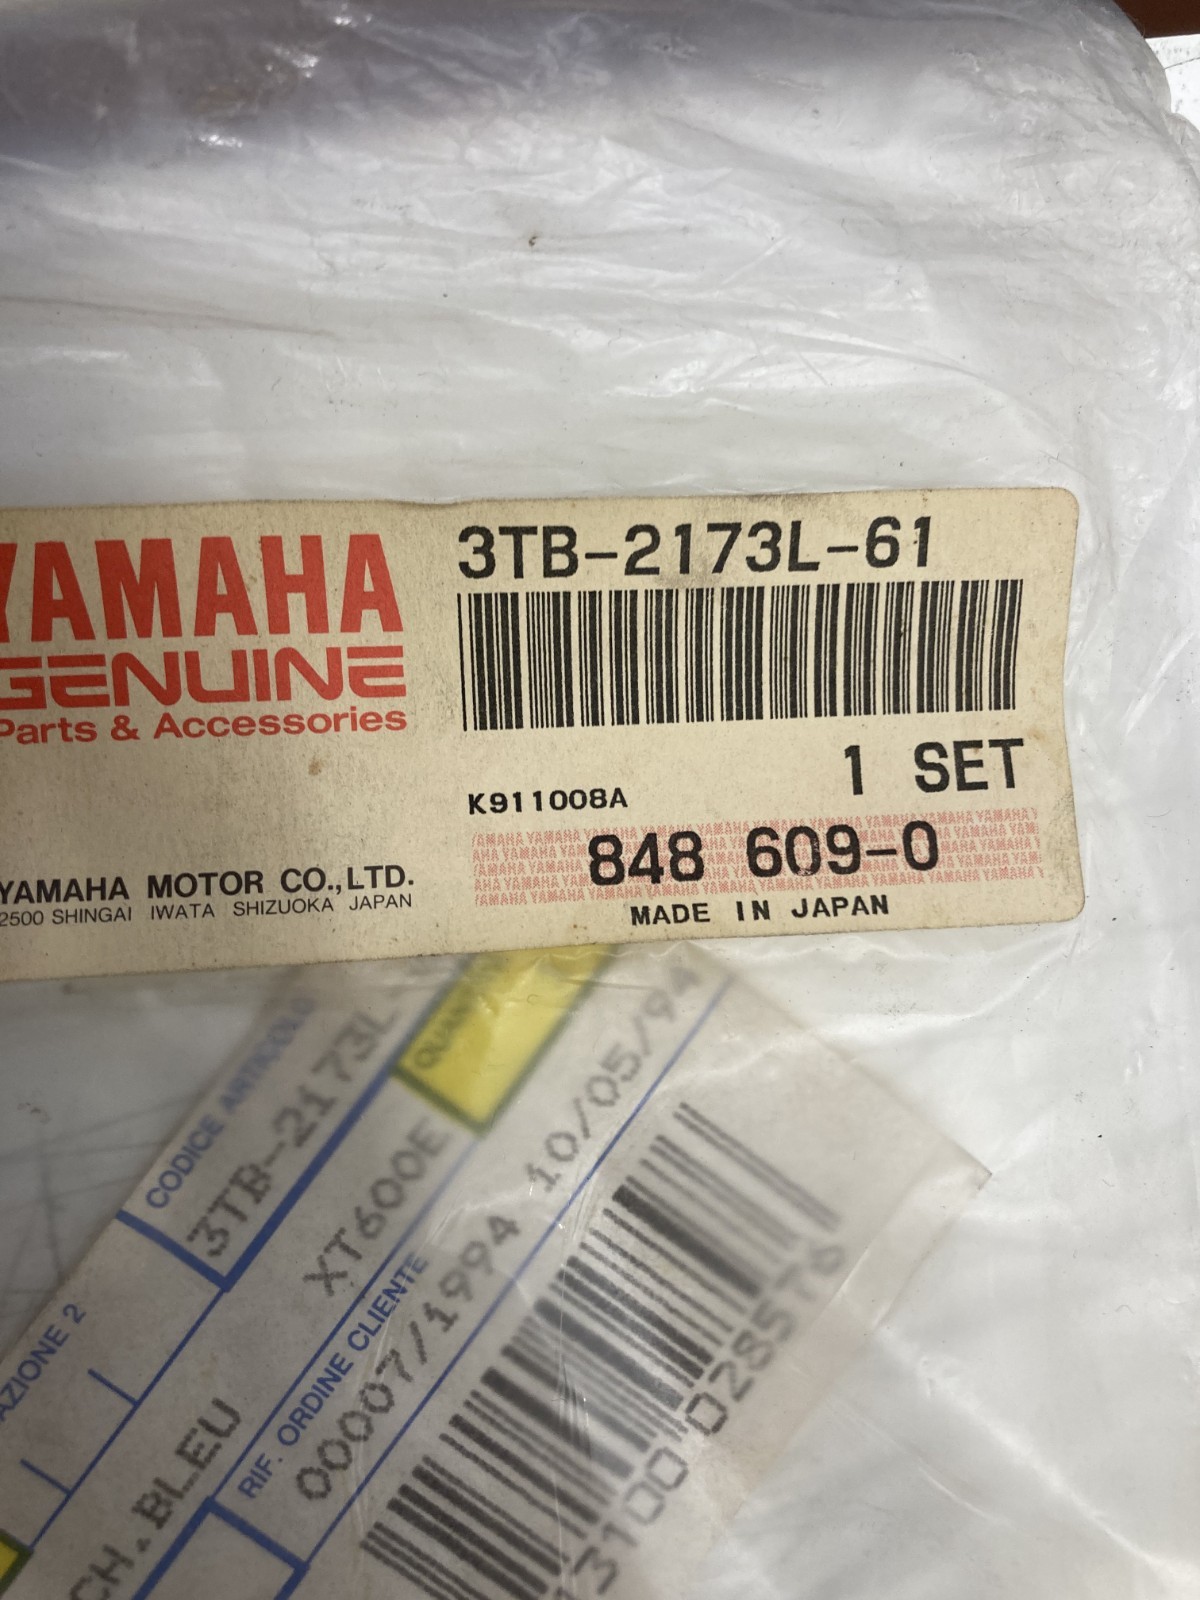 YAMAHA
GENUINE
Parts & Accessories
YAMAHA MOTOR CO., LTD.
2500 SHINGAI IWATA SHIZUOKA JAPAN
3TB-2173L-61
1 SET
K911008A
848 609-0
MADE IN JAPAN
CODICE ARTICOLO
3TB-2173L
XT600E
RIF. ORDINE CLIENTE
00007/1994 10/05/94
AZIONE 2
CH.BLEU